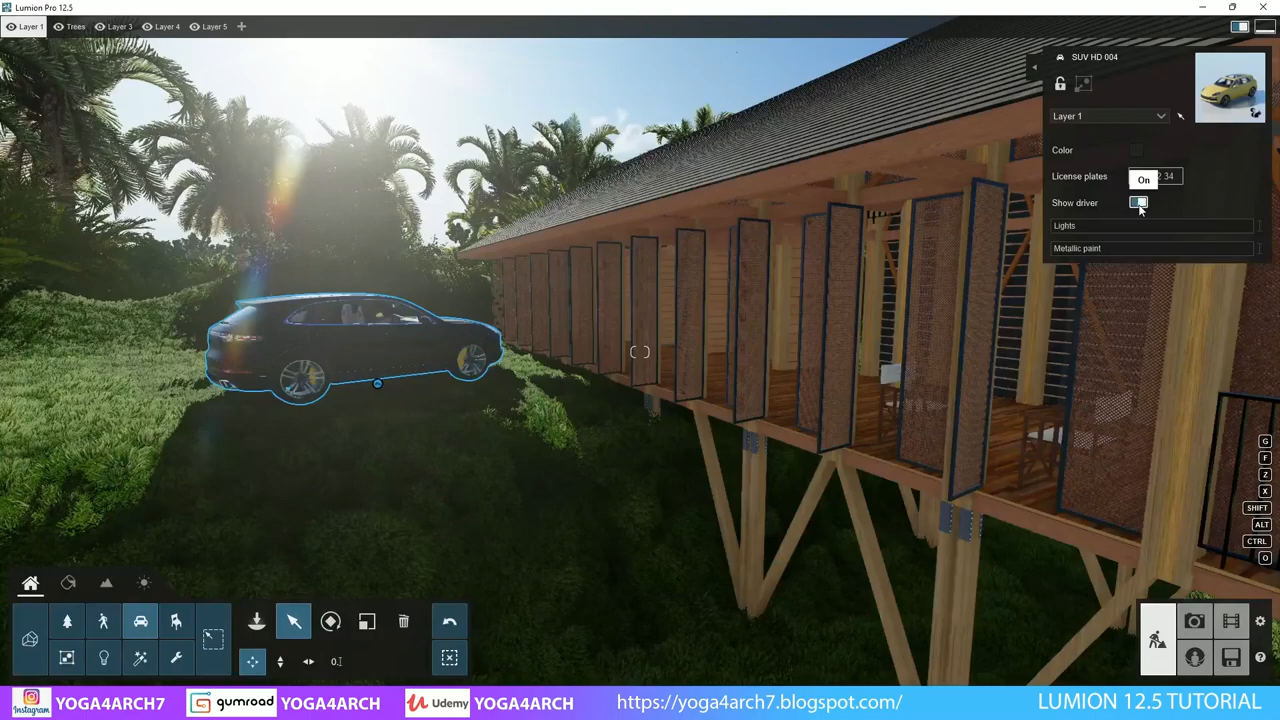 Lumion Pro 12.5
Layer 1
Trees
Layer 3
Layer 4
Layer 5
SUV HD 004
Layer 1
Color
License plates
34
On
Show driver
Lights
Metallic paint
G
F
Z
X
SHIFT
ALT
CTRL
O
Instagram
YOGA4ARCH7
gumroad
YOGA4ARCH
Udemy
YOGA4ARCH
https://yoga4arch7.blogspot.com/
LUMION 12.5 TUTORIAL